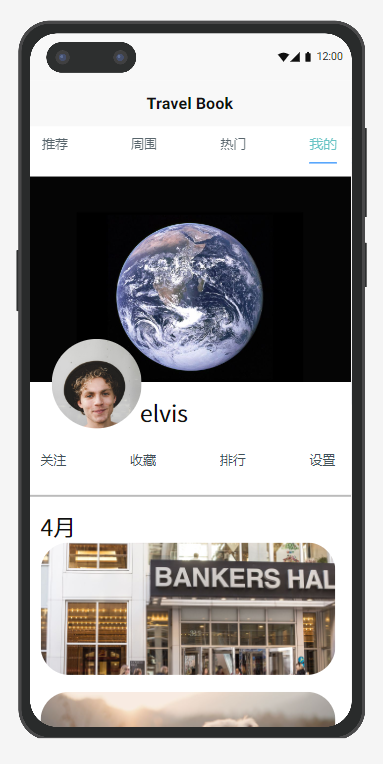 12:00
Travel Book
推荐 周围 热门 我的
elvis
关注 收藏 排行 设置
4月
BANKERS HAL